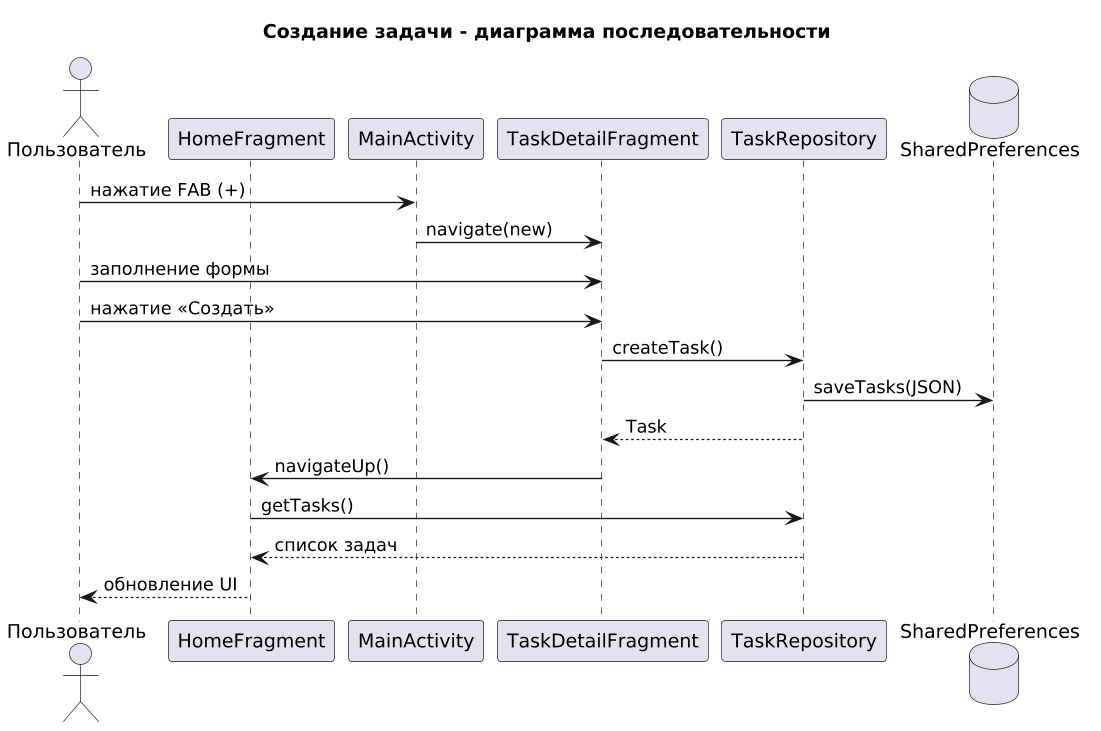 Создание задачи - диаграмма последовательности
Пользователь
HomeFragment
MainActivity
TaskDetailFragment
TaskRepository
SharedPreferences
нажатие FAB (+)
navigate(new)
заполнение формы
нажатие «Создать»
createTask()
saveTasks(JSON)
Task
navigateUp()
getTasks()
список задач
обновление UI
Пользователь
HomeFragment
MainActivity
TaskDetailFragment
TaskRepository
SharedPreferences